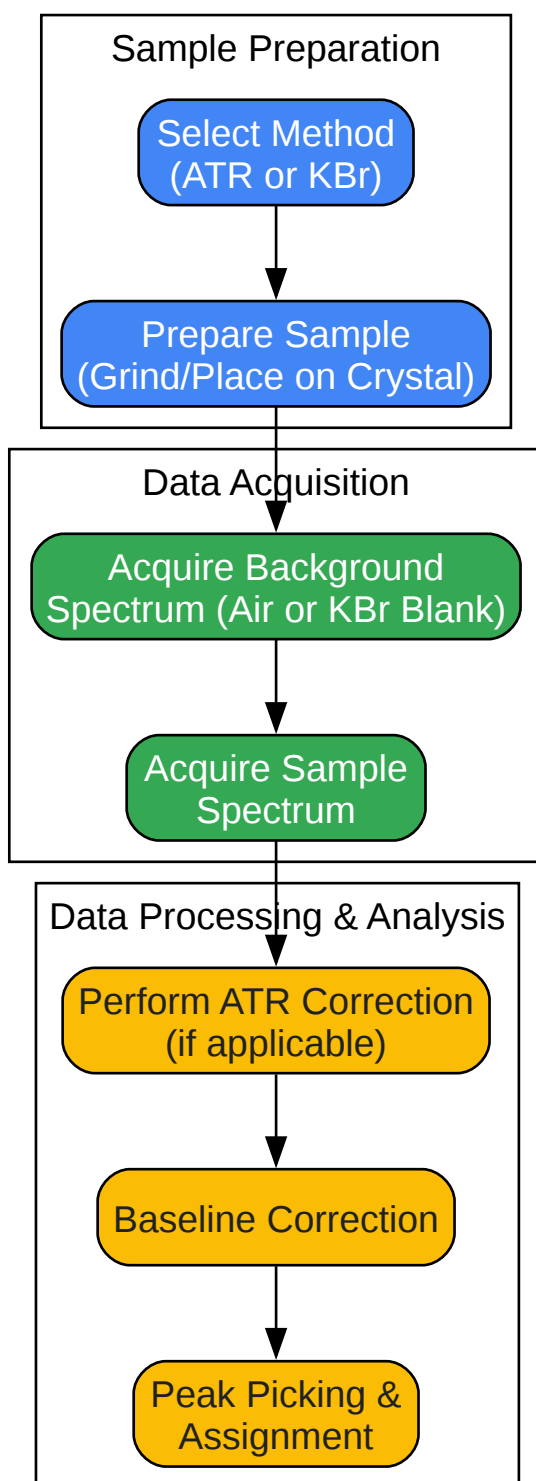 Sample Preparation
Select Method
(ATR or KBr)
Prepare Sample
(Grind/Place on Crystal)
Data Acquisition
Acquire Background
Spectrum (Air or KBr Blank)
Acquire Sample
Spectrum
Data Processing & Analysis
Perform ATR Correction
(if applicable)
Baseline Correction
Peak Picking &
Assignment